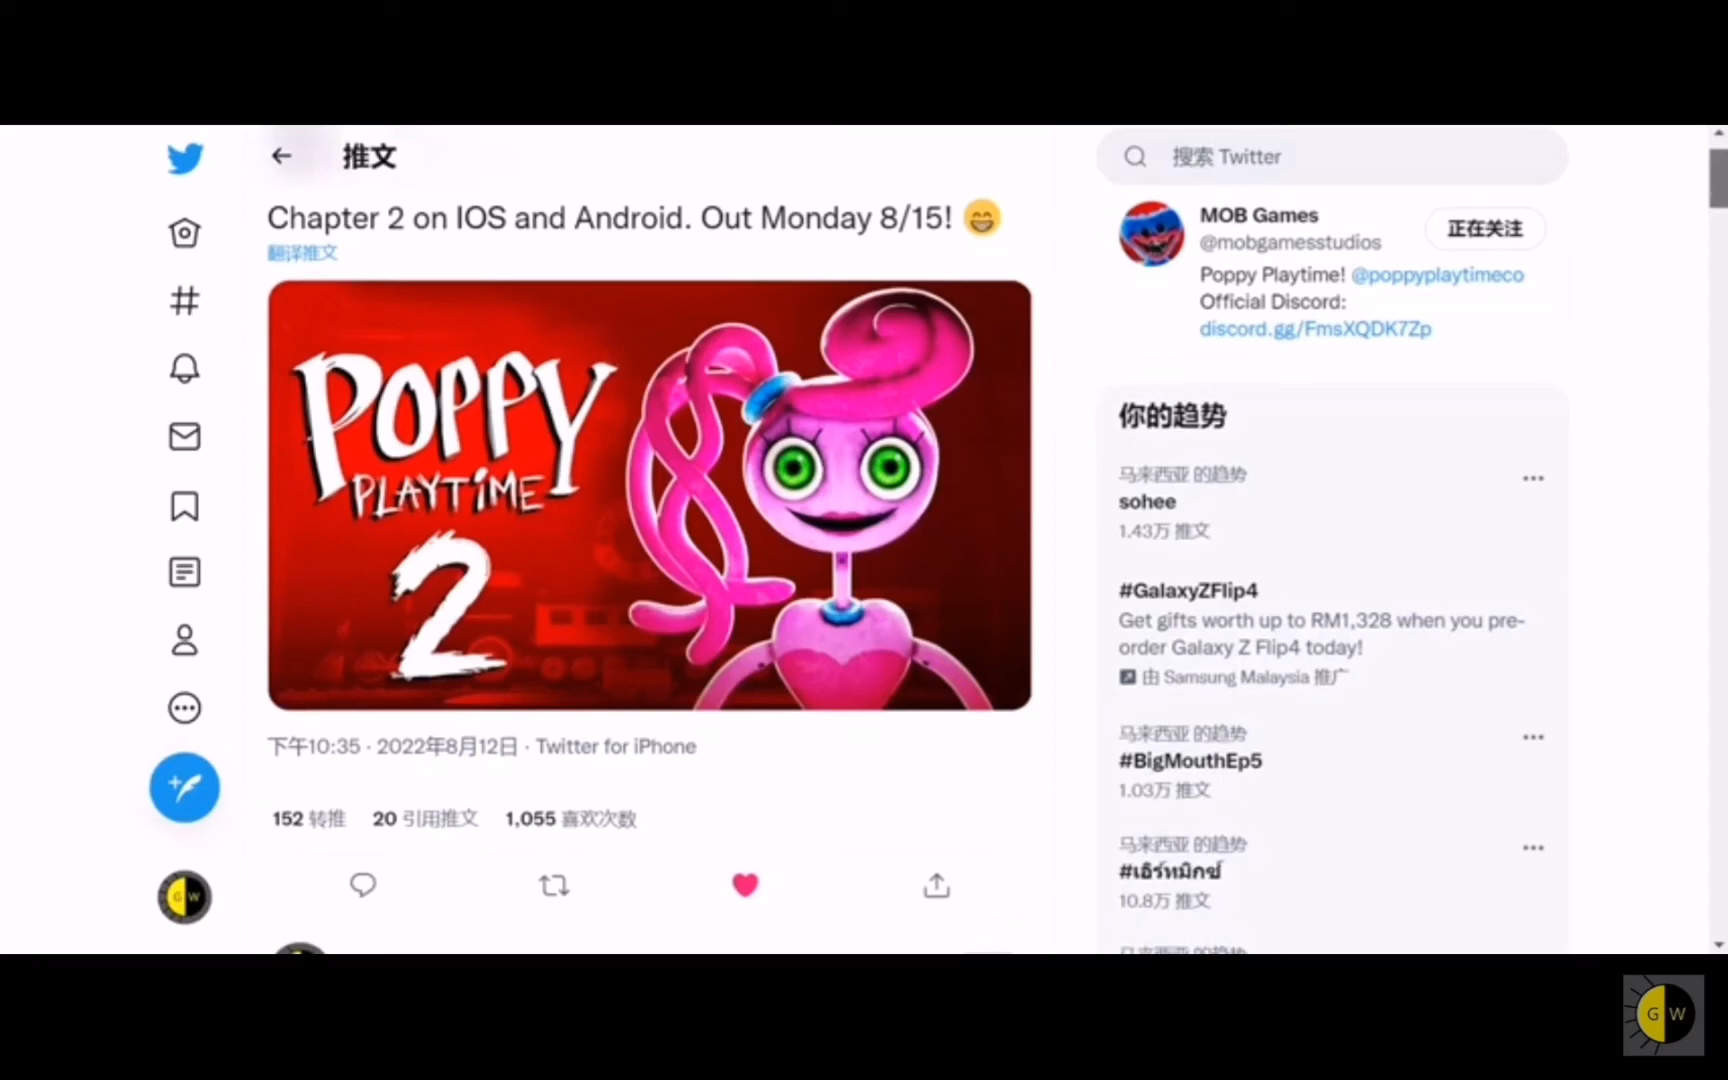 推文
Chapter 2 on IOS and Android. Out Monday 8/15! 😄
翻译推文
POPPY
PLAYTIME
2
下午10:35 · 2022年8月12日 · Twitter for iPhone
152 转推 20 引用推文 1,055 喜欢次数
搜索 Twitter
MOB Games
@mobgamesstudios
正在关注
Poppy Playtime! @poppyplaytimeco
Official Discord:
discord.gg/FmsXQDK7Zp
你的趋势
马来西亚 的趋势
sohee
1.43万 推文
#GalaxyZFlip4
Get gifts worth up to RM1,328 when you pre-
order Galaxy Z Flip4 today!
由 Samsung Malaysia 推广
马来西亚 的趋势
#BigMouthEp5
1.03万 推文
马来西亚 的趋势
#เอิร์ทมิกซ์
10.8万 推文
马来西亚 的趋势
G W
G W